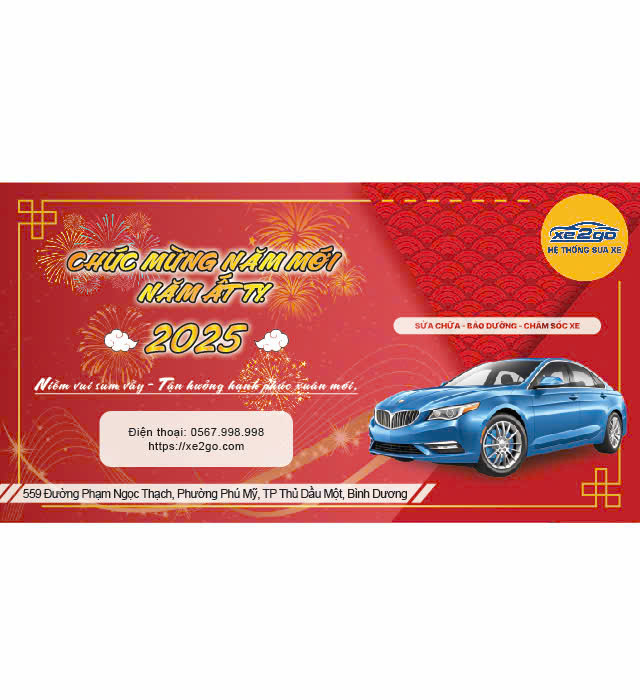 CHÚC MỪNG NĂM MỚI
NĂM ẤT TỴ
2025
Niềm vui sum vầy - Tận hưởng hạnh phúc xuân mới.
Điện thoại: 0567.998.998
https://xe2go.com
559 Đường Phạm Ngọc Thạch, Phường Phú Mỹ, TP Thủ Dầu Một, Bình Dương
xe2go
HỆ THỐNG SỬA XE
SỬA CHỮA - BẢO DƯỠNG - CHĂM SÓC XE